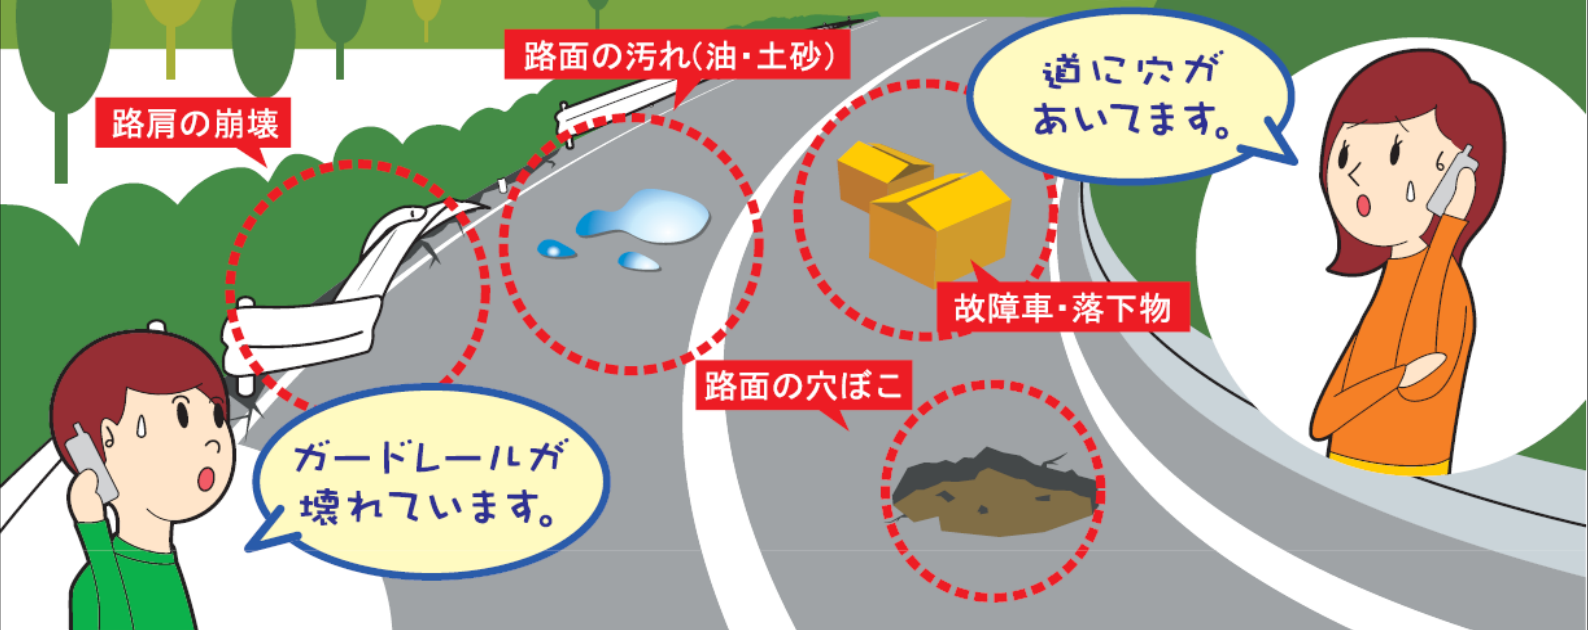 路面の汚れ(油・土砂)
路肩の崩壊
道に穴が
あいてます。
故障車・落下物
路面の穴ぼこ
ガードレールが
壊れています。